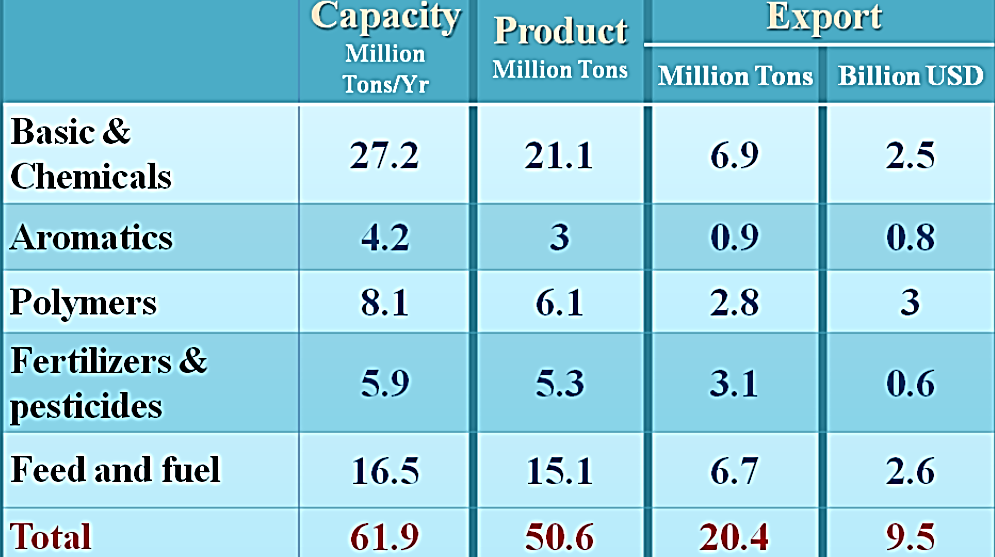 Capacity Product Export
Million Tons/Yr Million Tons Million Tons Billion USD
Basic & Chemicals 27.2 21.1 6.9 2.5
Aromatics 4.2 3 0.9 0.8
Polymers 8.1 6.1 2.8 3
Fertilizers & pesticides 5.9 5.3 3.1 0.6
Feed and fuel 16.5 15.1 6.7 2.6
Total 61.9 50.6 20.4 9.5